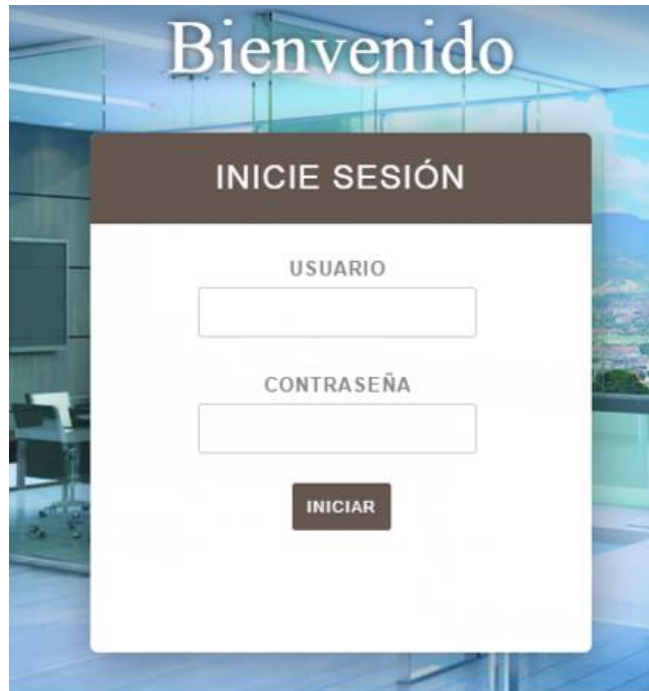 Bienvenido
INICIE SESIÓN
USUARIO
CONTRASEÑA
INICIAR